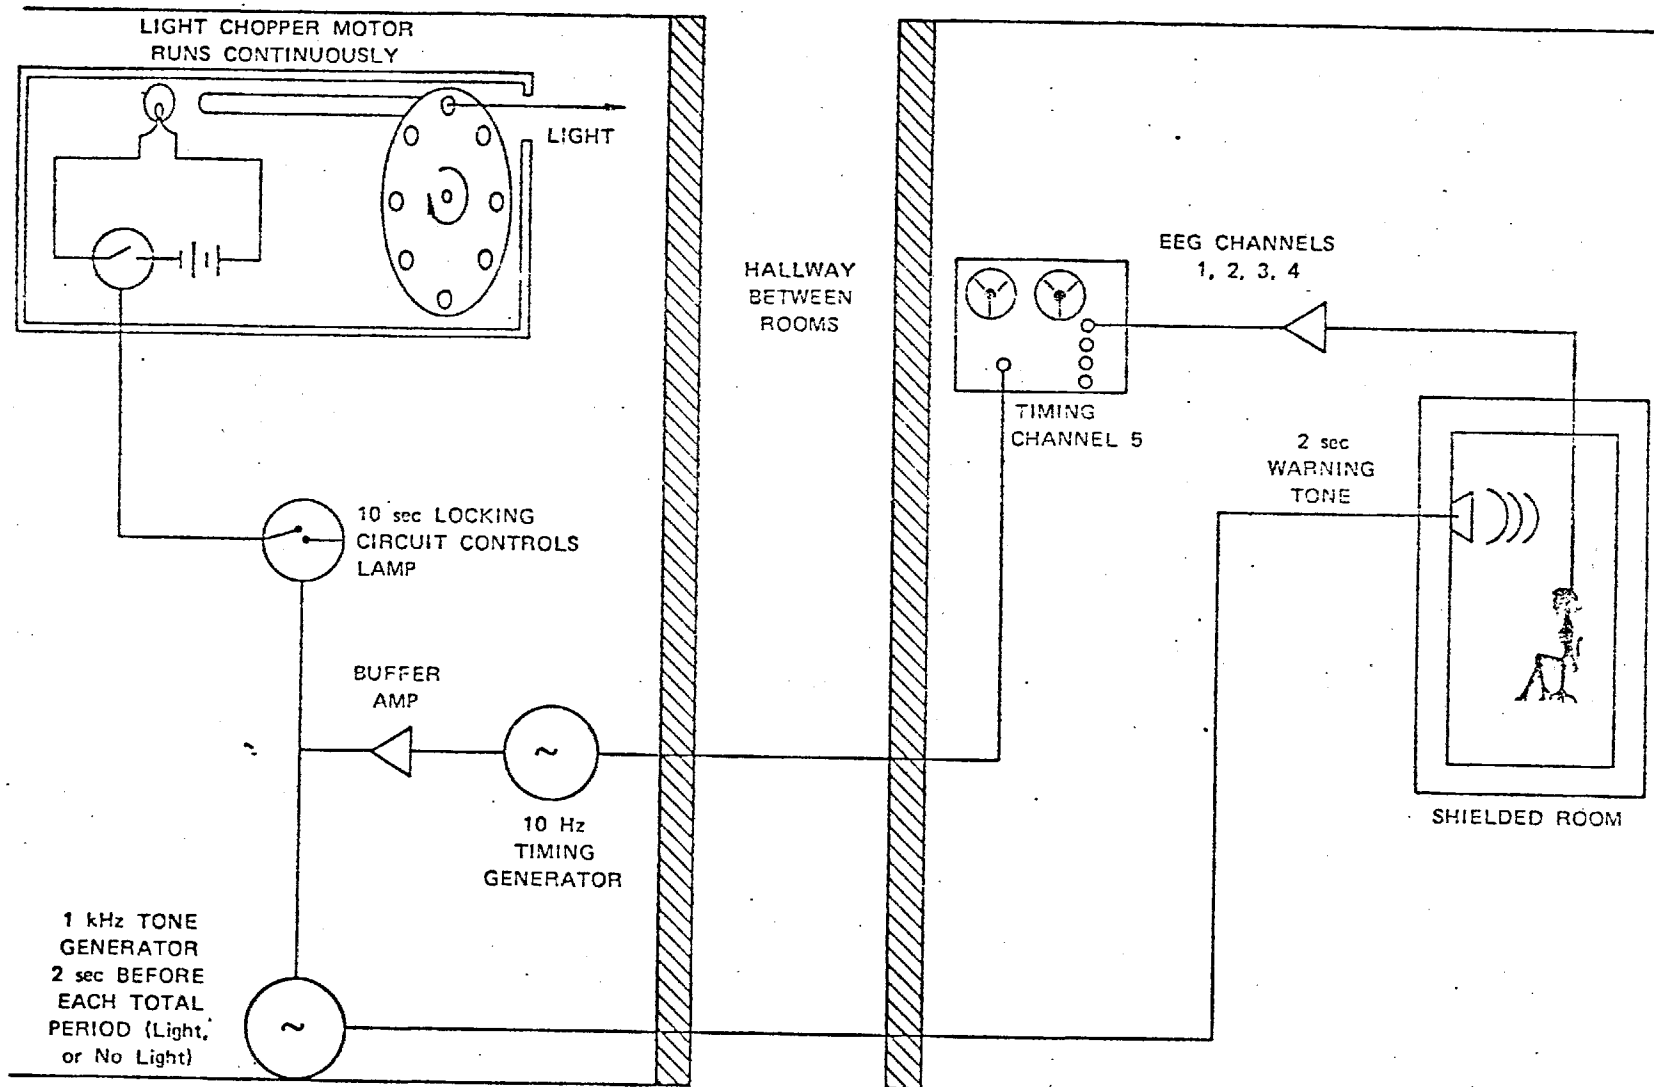 LIGHT CHOPPER MOTOR
RUNS CONTINUOUSLY
LIGHT
HALLWAY
BETWEEN
ROOMS
EEG CHANNELS
1, 2, 3, 4
TIMING
CHANNEL 5
2 sec
WARNING
TONE
10 sec LOCKING
CIRCUIT CONTROLS
LAMP
BUFFER
AMP
~
10 Hz
TIMING
GENERATOR
SHIELDED ROOM
1 kHz TONE
GENERATOR
2 sec BEFORE
EACH TOTAL
PERIOD (Light,
or No Light)
~